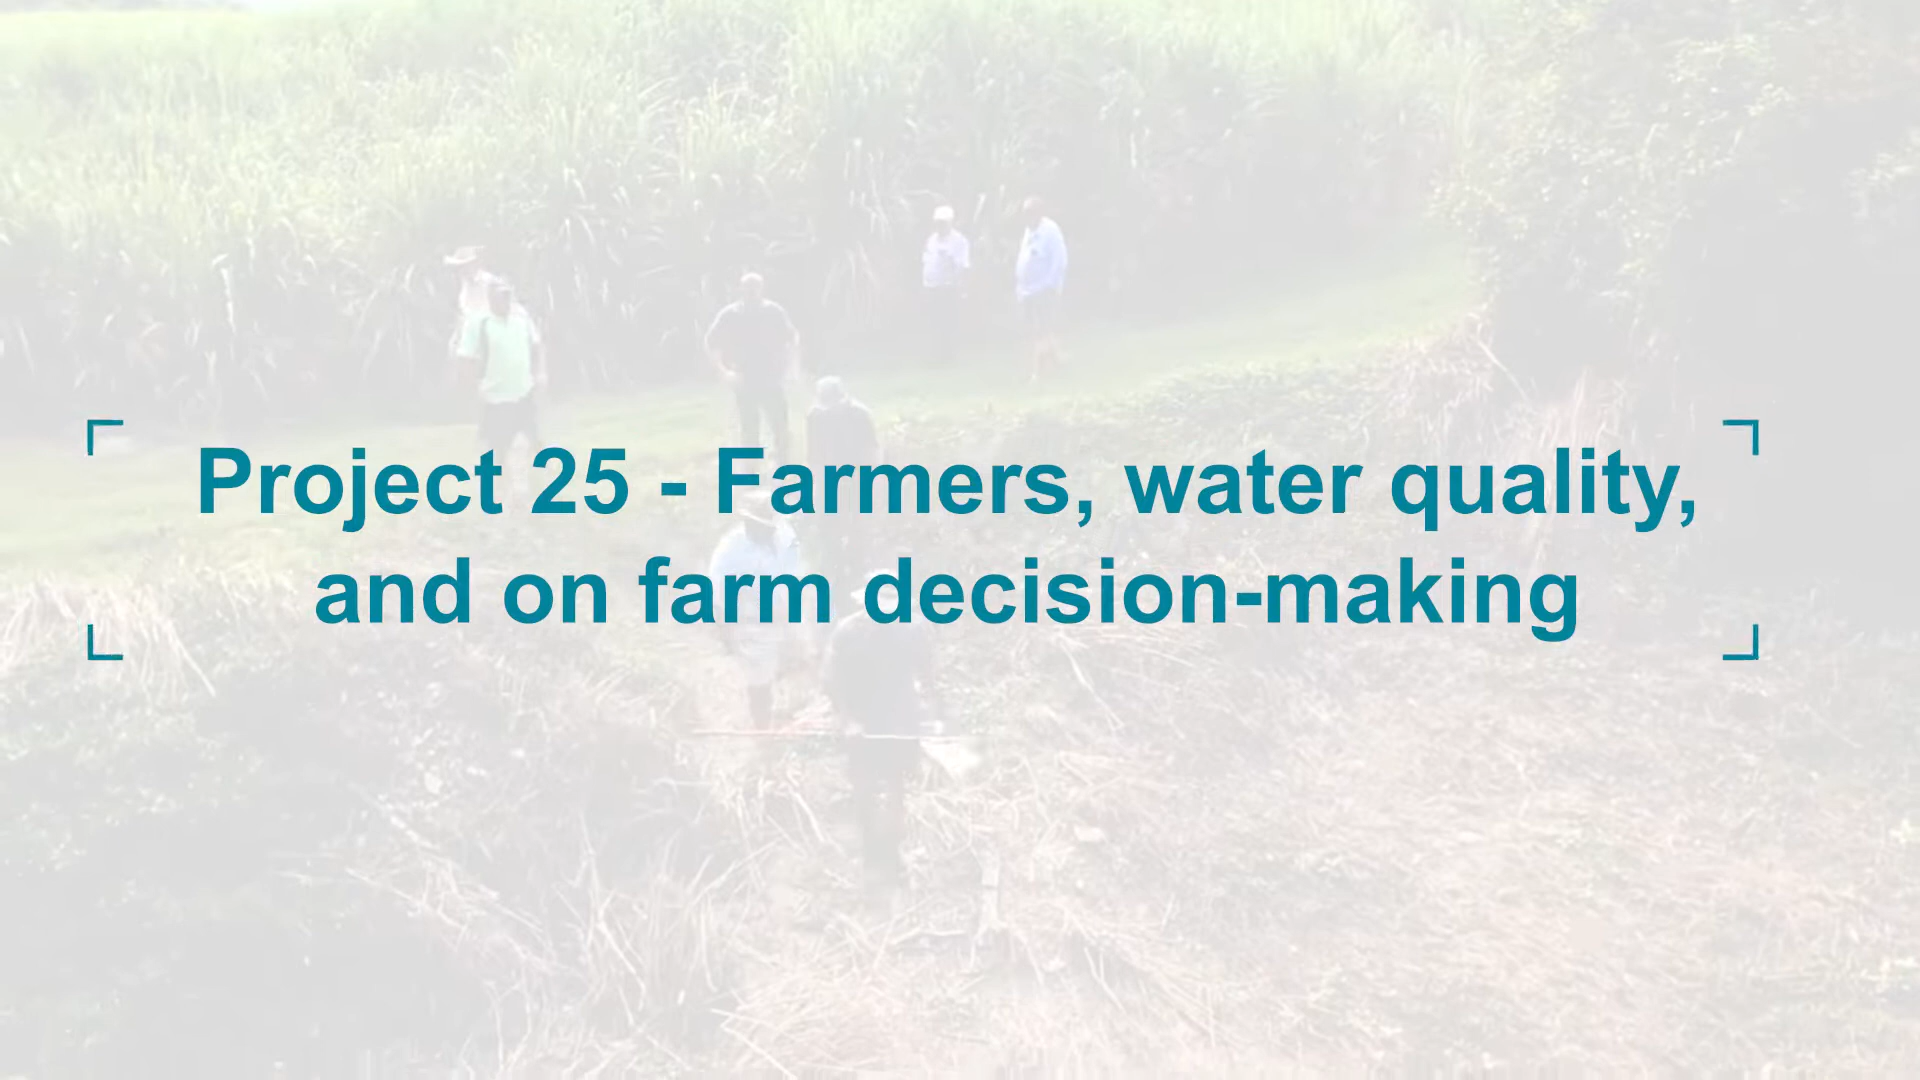 Project 25 - Farmers, water quality,
and on farm decision-making